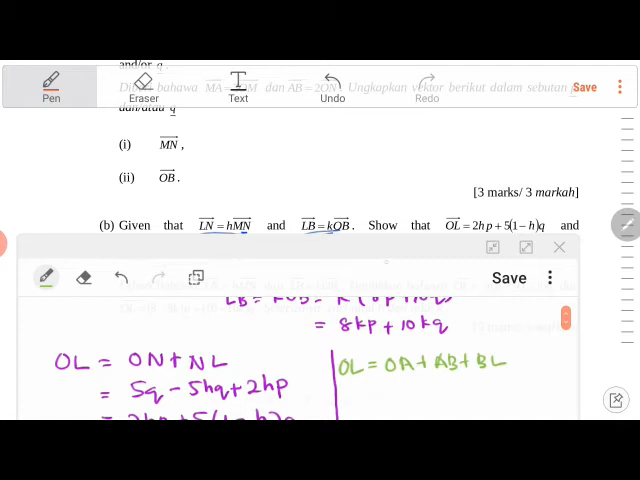 and/or q.
Pen
Eraser
Text
Undo
Redo
Save
bahawa MA = dan AB = 2ON. Ungkapkan vektor berikut dalam sebutan p
dan/atau q
(i) MN,
(ii) OB.
[3 marks/ 3 markah]
(b) Given that LN = hMN and LB = kOB. Show that OL = 2hp + 5(1 − h)q and
Save
= 8kp + 10kq
OL = ON + NL
= 5q - 5hq + 2hp
OL = OA + AB + BL